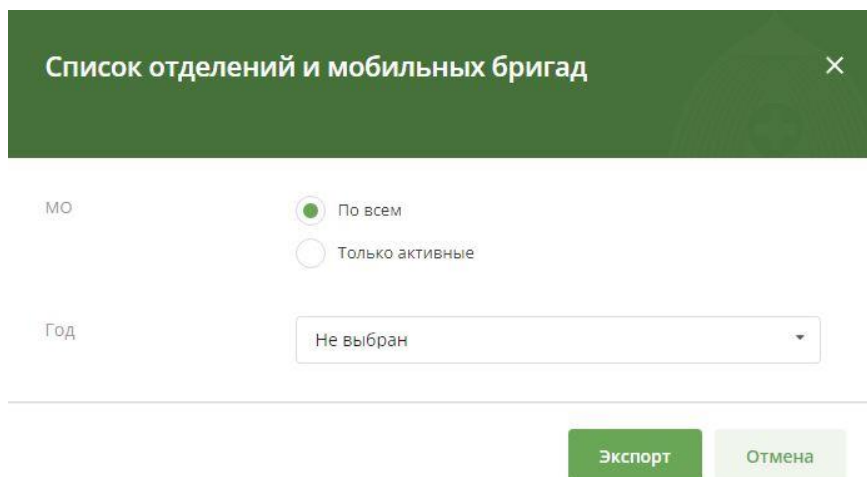 Список отделений и мобильных бригад
МО
По всем
Только активные
Год
Не выбран
Экспорт
Отмена